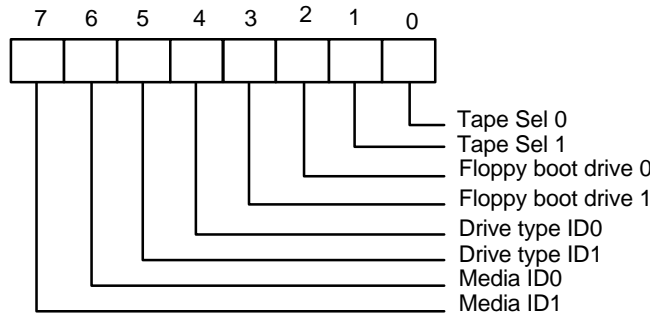 7 6 5 4 3 2 1 0
Tape Sel 0
Tape Sel 1
Floppy boot drive 0
Floppy boot drive 1
Drive type ID0
Drive type ID1
Media ID0
Media ID1